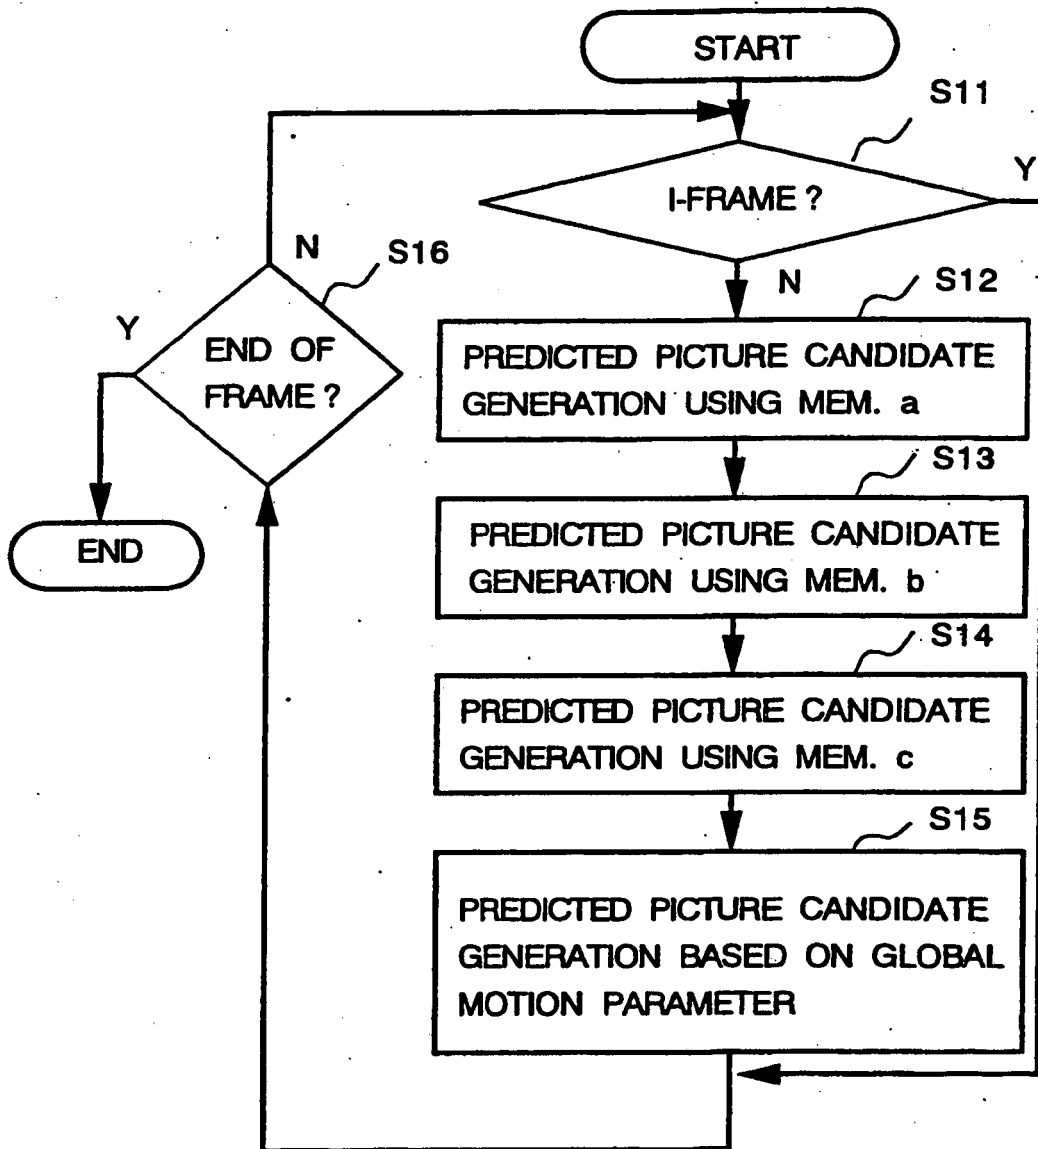 START
S11
I-FRAME ?
Y
N
S16
N
S12
Y
END OF
FRAME ?
PREDICTED PICTURE CANDIDATE
GENERATION USING MEM. a
S13
END
PREDICTED PICTURE CANDIDATE
GENERATION USING MEM. b
S14
PREDICTED PICTURE CANDIDATE
GENERATION USING MEM. c
S15
PREDICTED PICTURE CANDIDATE
GENERATION BASED ON GLOBAL
MOTION PARAMETER